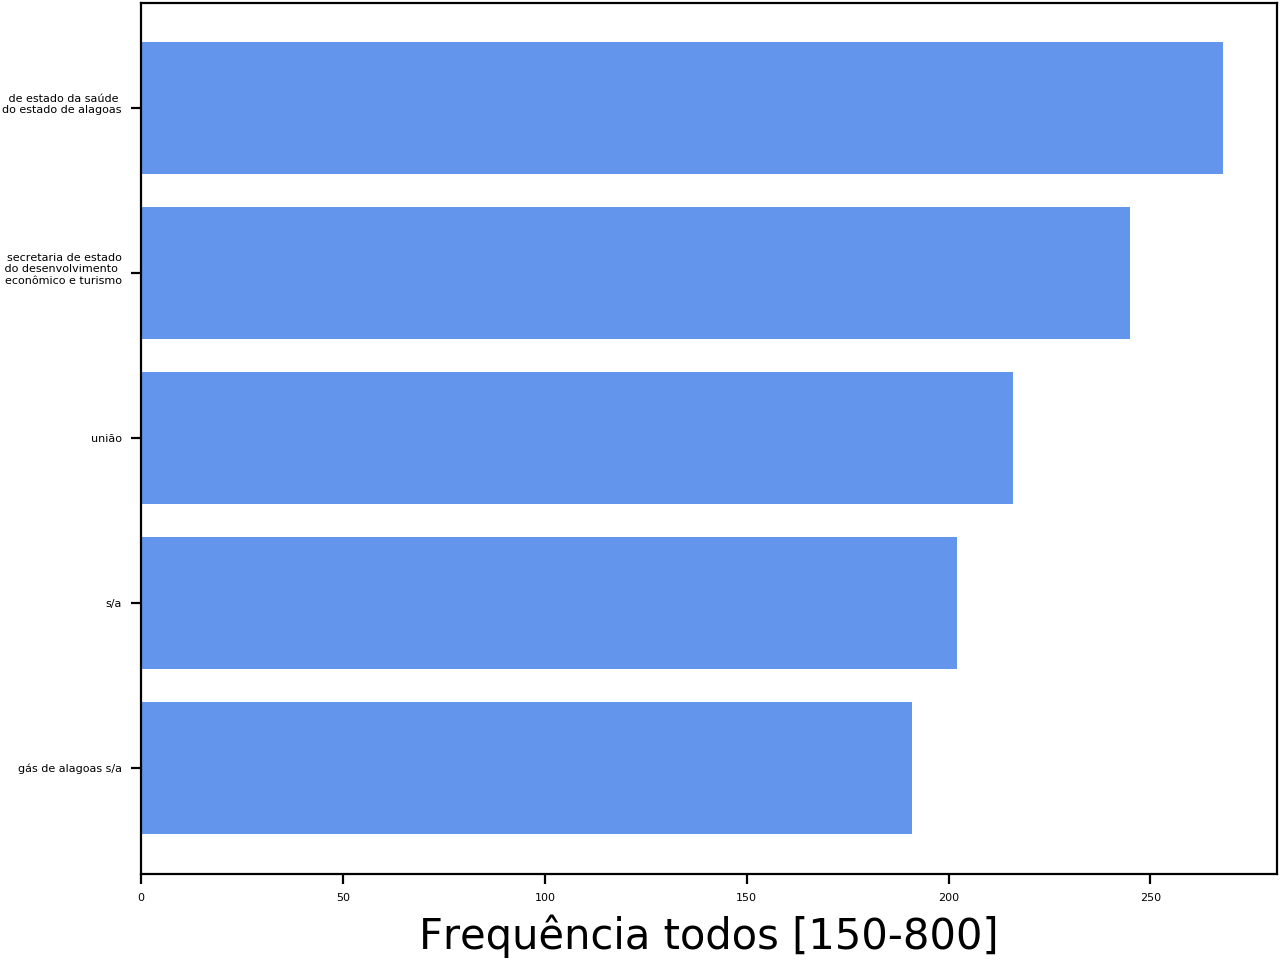 de estado da saúde
do estado de alagoas
secretaria de estado
do desenvolvimento
econômico e turismo
união
s/a
gás de alagoas s/a
0 50 100 150 200 250
Frequência todos [150-800]